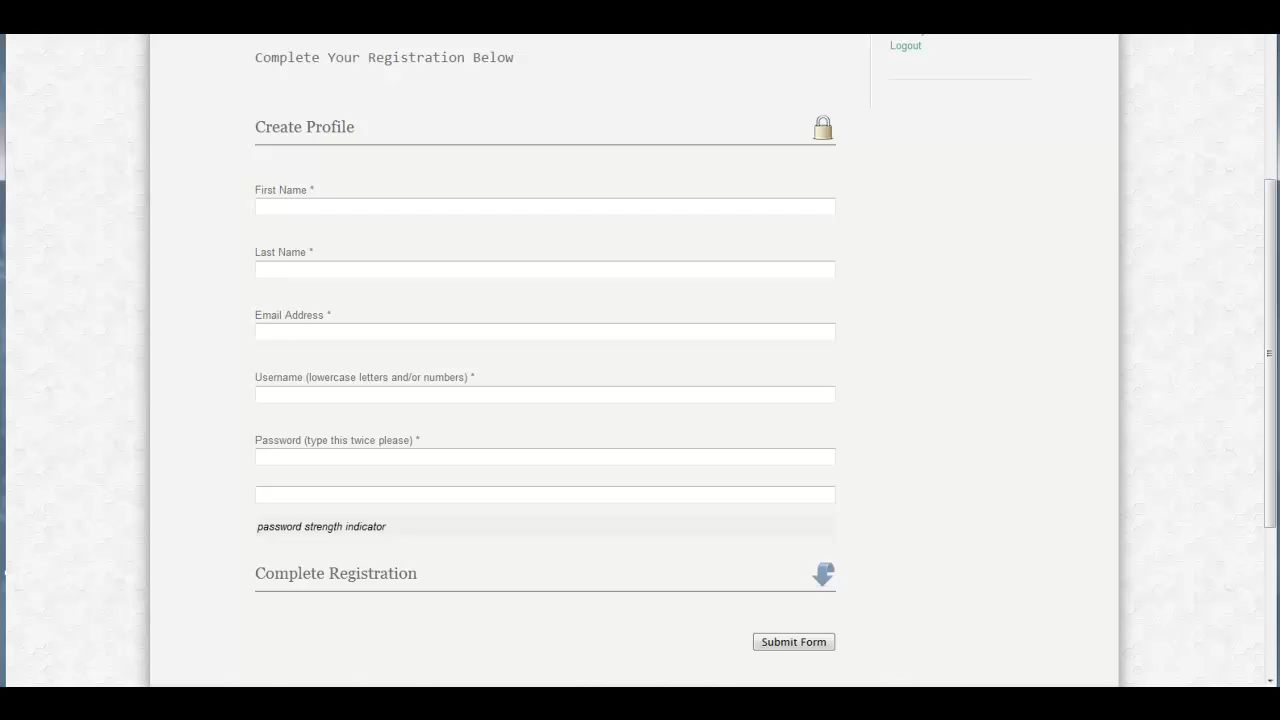 Logout
Complete Your Registration Below
Create Profile
First Name *
Last Name *
Email Address *
Username (lowercase letters and/or numbers) *
Password (type this twice please) *
password strength indicator
Complete Registration
Submit Form